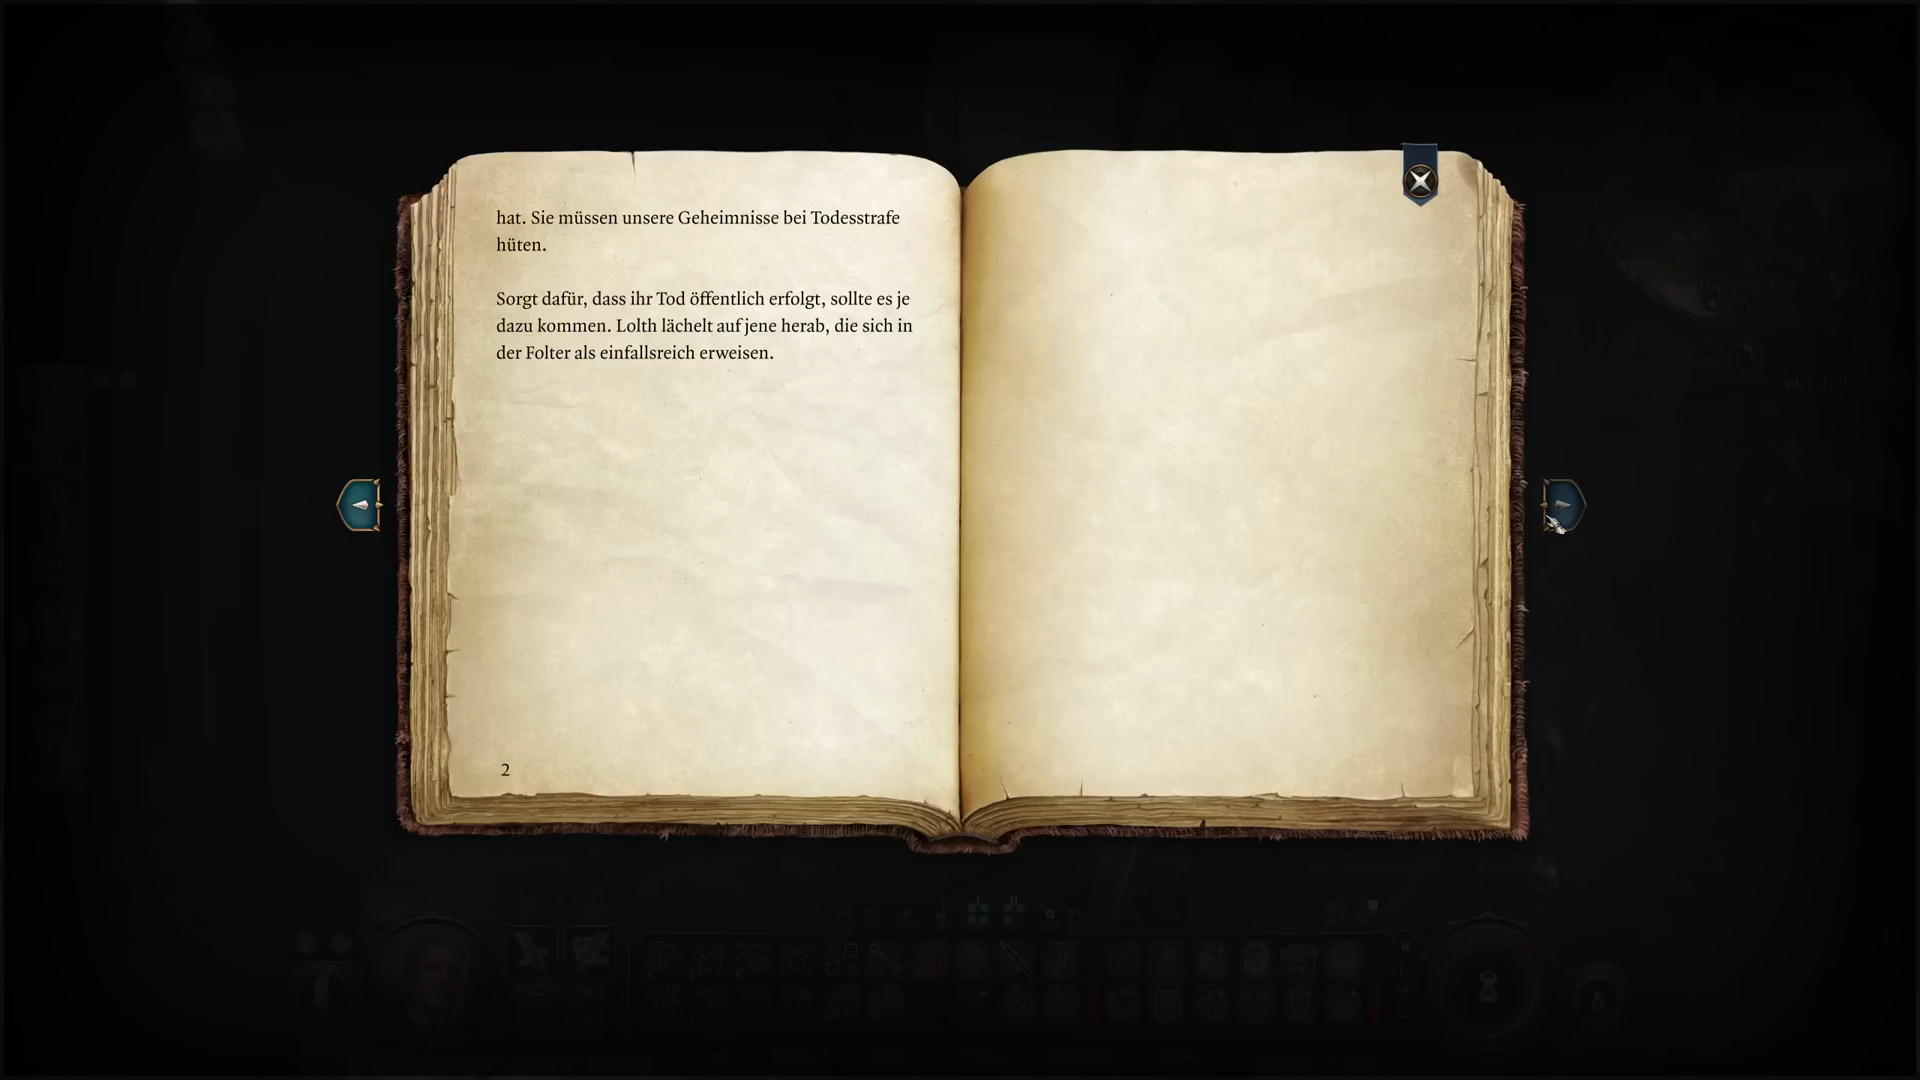 hat. Sie müssen unsere Geheimnisse bei Todesstrafe
hüten.
Sorgt dafür, dass ihr Tod öffentlich erfolgt, sollte es je
dazu kommen. Lolth lächelt auf jene herab, die sich in
der Folter als einfallsreich erweisen.
2